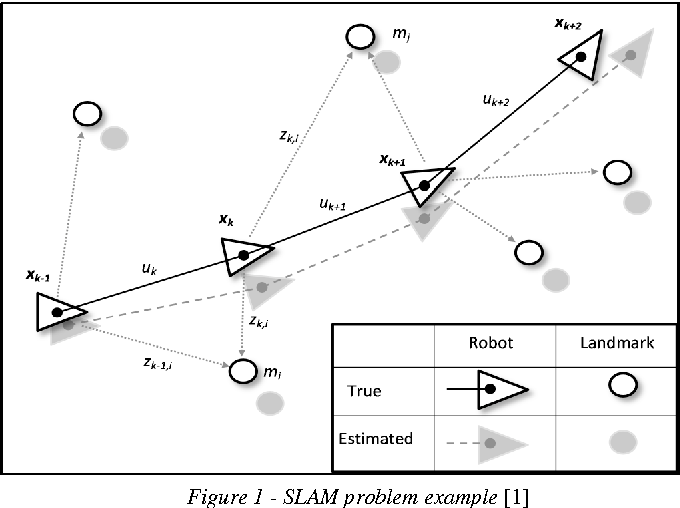 m_j
x_{k+2}
u_{k+2}
z_{k,i}
x_{k+1}
u_{k+1}
x_k
x_{k-1}
u_k
z_{k,i}
z_{k-1,i}
m_i
Robot Landmark
True
Estimated
Figure 1 - SLAM problem example [1]